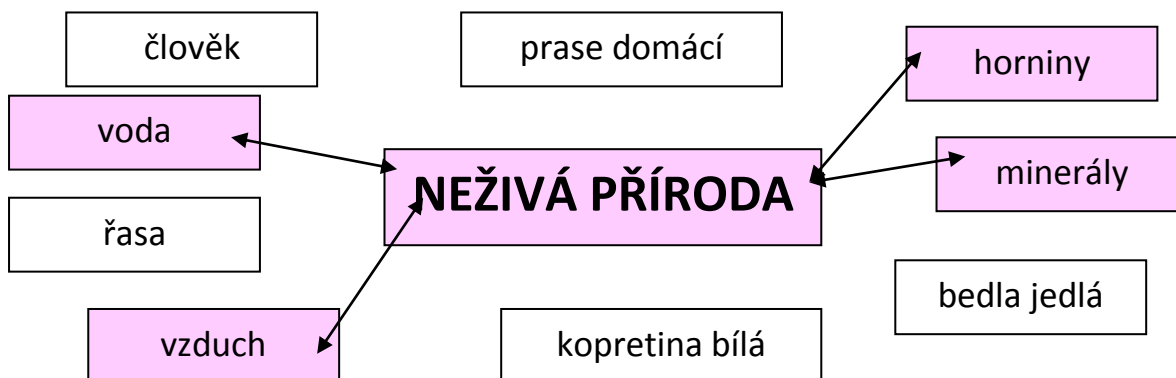 člověk
prase domácí
horniny
voda
NEŽIVÁ PŘÍRODA
minerály
řasa
bedla jedlá
vzduch
kopretina bílá